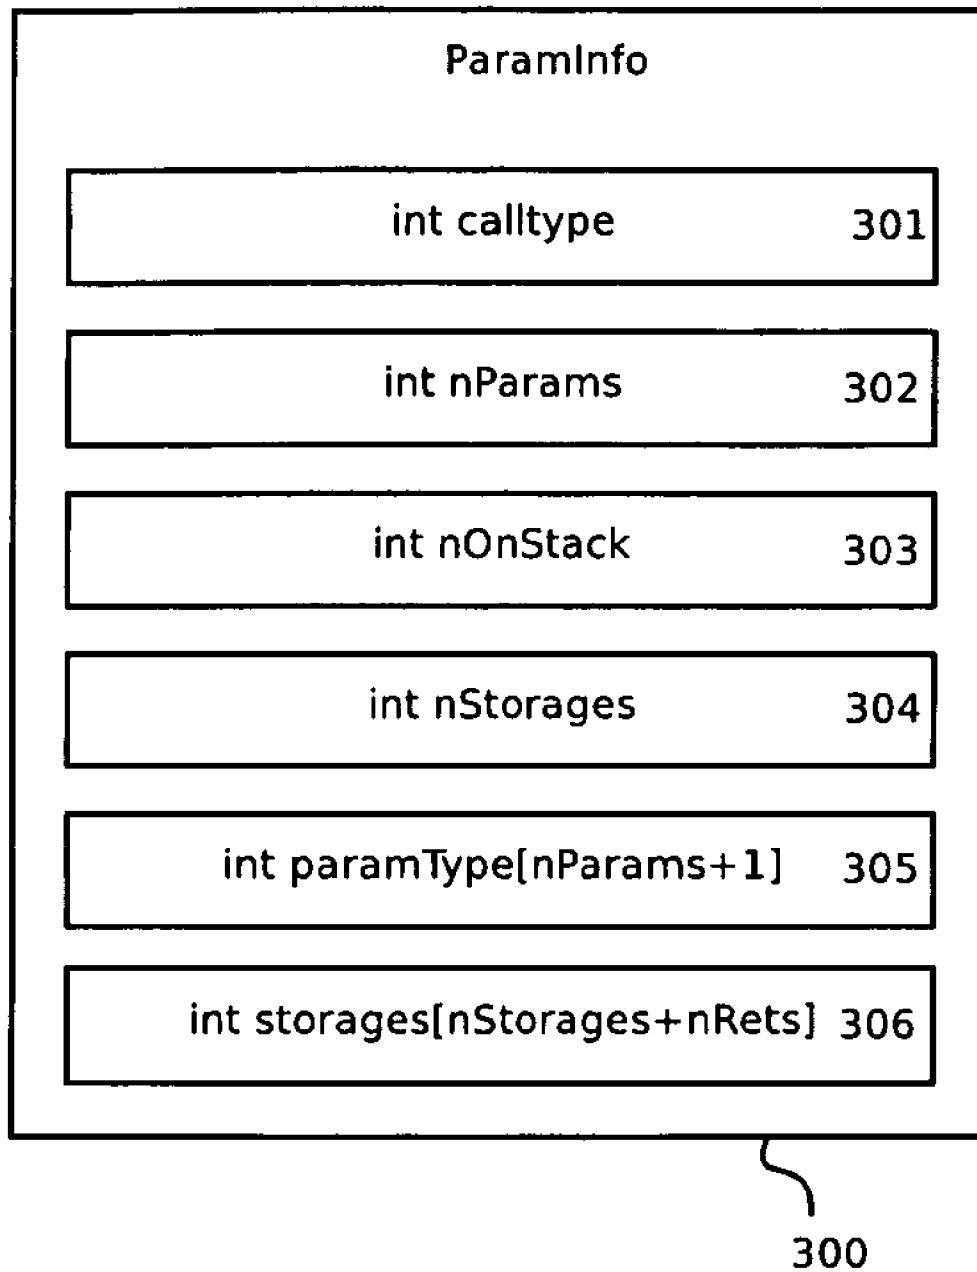 ParamInfo
int calltype 301
int nParams 302
int nOnStack 303
int nStorages 304
int paramType[nParams+1] 305
int storages[nStorages+nRets] 306
300